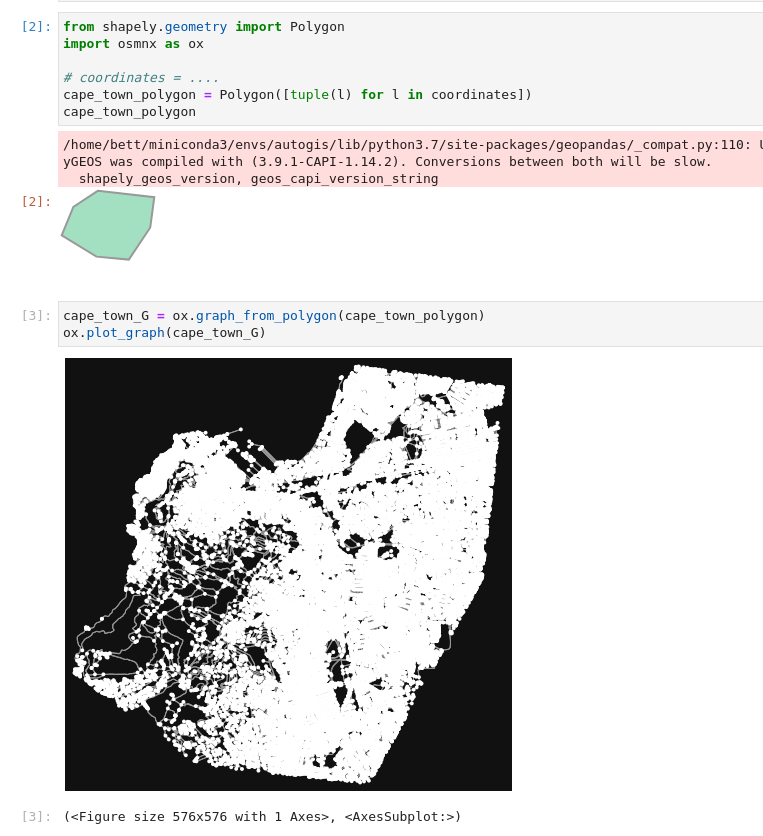 [2]: from shapely.geometry import Polygon
import osmnx as ox
# coordinates = ....
cape_town_polygon = Polygon([tuple(l) for l in coordinates])
cape_town_polygon
/home/bett/miniconda3/envs/autogis/lib/python3.7/site-packages/geopandas/_compat.py:110: U
yGEOS was compiled with (3.9.1-CAPI-1.14.2). Conversions between both will be slow.
  shapely_geos_version, geos_capi_version_string
[2]:
[3]: cape_town_G = ox.graph_from_polygon(cape_town_polygon)
ox.plot_graph(cape_town_G)
[3]: (<Figure size 576x576 with 1 Axes>, <AxesSubplot:>)